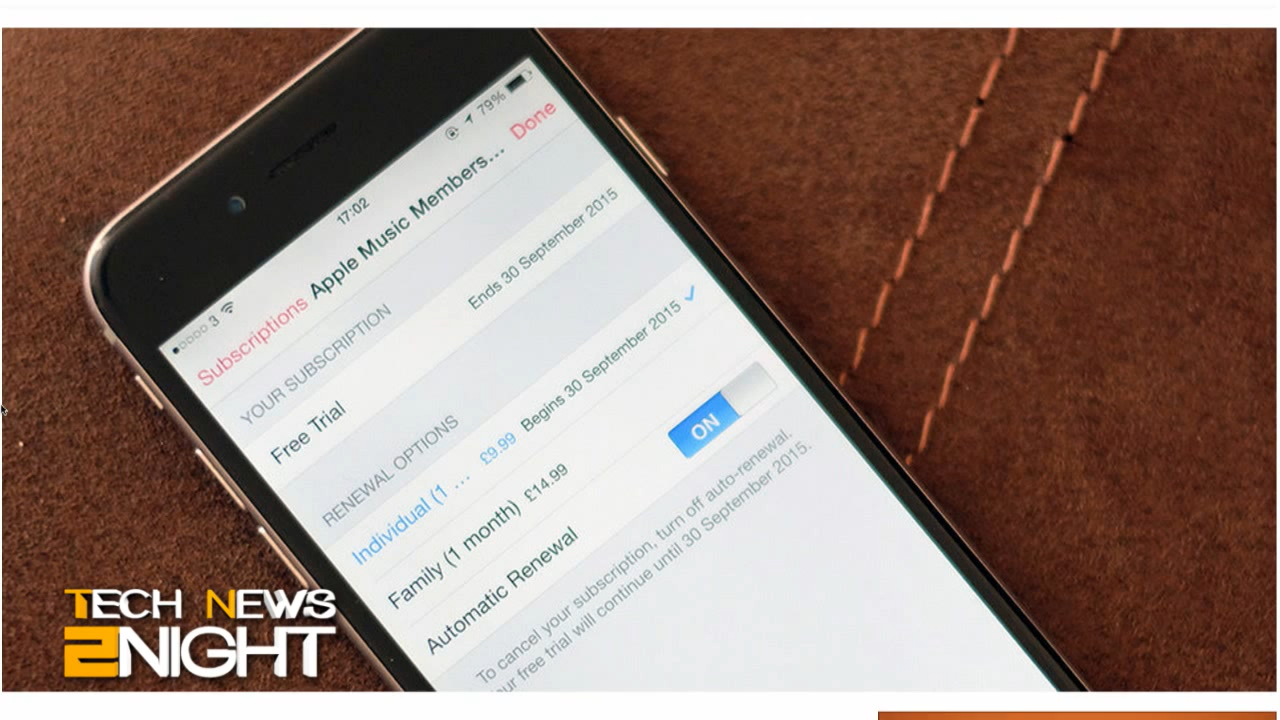 3 17:02 79%
Subscriptions Apple Music Members... Done
YOUR SUBSCRIPTION
Free Trial Ends 30 September 2015
RENEWAL OPTIONS
Individual (1 ... £9.99 Begins 30 September 2015 ✓
Family (1 month) £14.99
Automatic Renewal ON
To cancel your subscription, turn off auto-renewal.
your free trial will continue until 30 September 2015.
TECH NEWS
2NIGHT